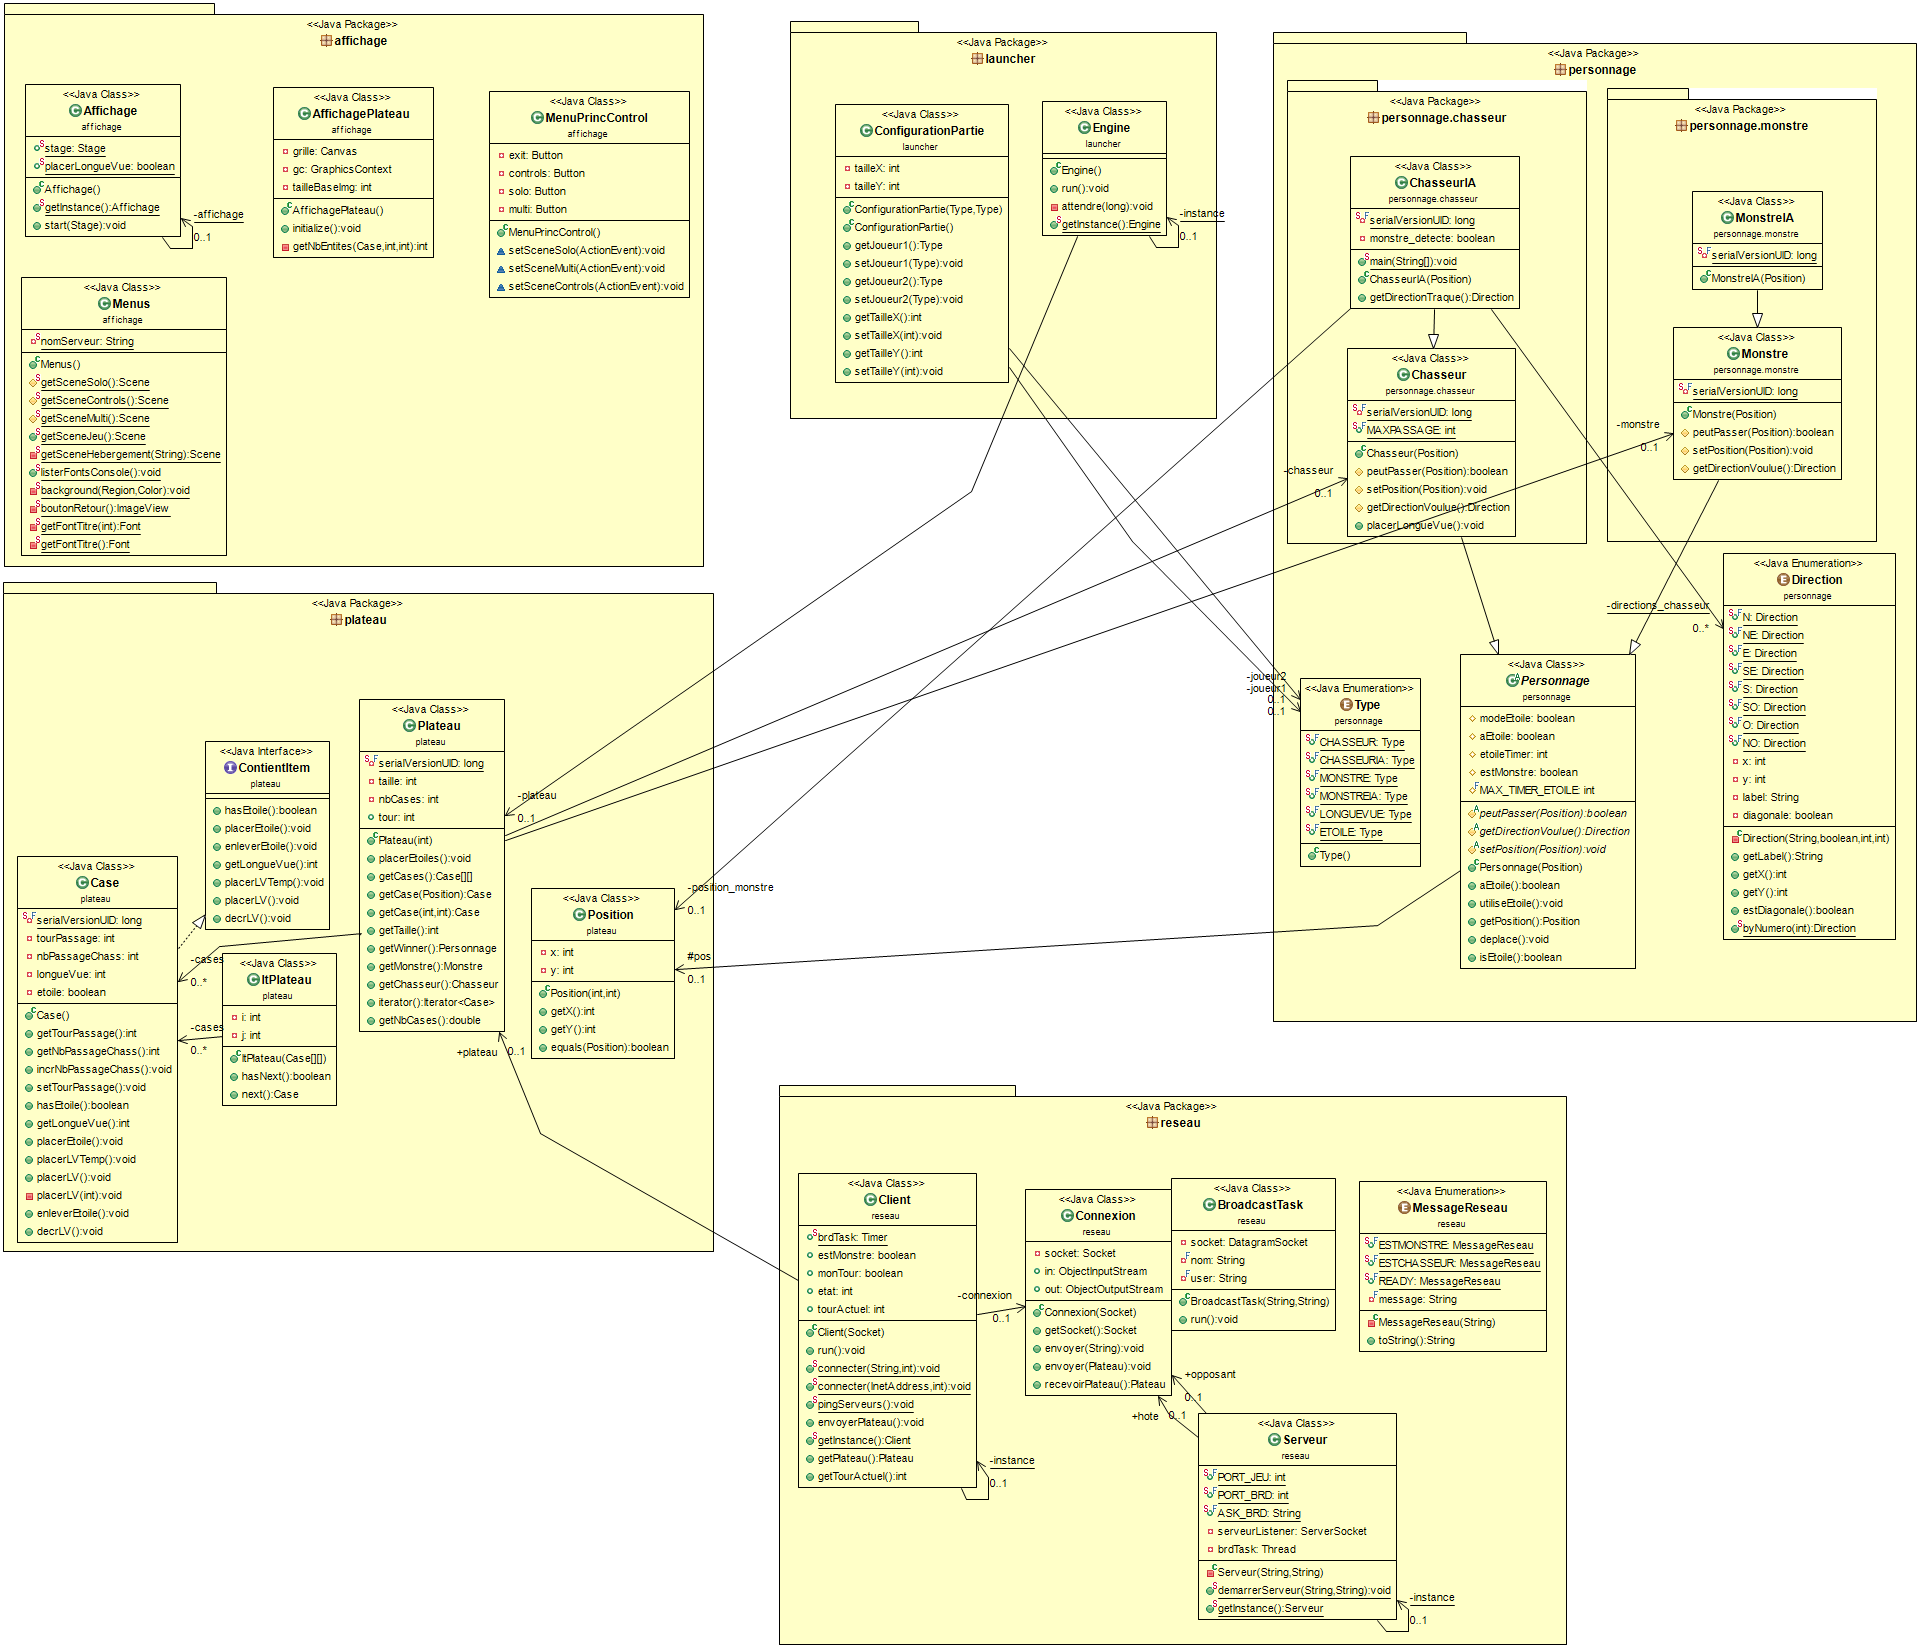 <<Java Package>>
affichage
<<Java Class>>
Affichage
affichage
stage: Stage
placerLongueVue: boolean
Affichage()
getInstance():Affichage
start(Stage):void
-affichage
0..1
<<Java Class>>
AffichagePlateau
affichage
grille: Canvas
gc: GraphicsContext
tailleBaseImg: int
AffichagePlateau()
initialize():void
getNbEntites(Case,int,int):int
<<Java Class>>
MenuPrincControl
affichage
exit: Button
controls: Button
solo: Button
multi: Button
MenuPrincControl()
setSceneSolo(ActionEvent):void
setSceneMulti(ActionEvent):void
setSceneControls(ActionEvent):void
<<Java Class>>
Menus
affichage
nomServeur: String
Menus()
getSceneSolo():Scene
getSceneControls():Scene
getSceneMulti():Scene
getSceneJeu():Scene
getSceneHebergement(String):Scene
listerFontsConsole():void
background(Region,Color):void
boutonRetour():ImageView
getFontTitre(int):Font
getFontTitre():Font
<<Java Package>>
launcher
<<Java Class>>
ConfigurationPartie
launcher
tailleX: int
tailleY: int
ConfigurationPartie(Type,Type)
ConfigurationPartie()
getJoueur1():Type
setJoueur1(Type):void
getJoueur2():Type
setJoueur2(Type):void
getTailleX():int
setTailleX(int):void
getTailleY():int
setTailleY(int):void
<<Java Class>>
Engine
launcher
Engine()
run():void
attendre(long):void
getInstance():Engine
-instance
0..1
<<Java Package>>
personnage
<<Java Package>>
personnage.chasseur
<<Java Class>>
ChasseurIA
personnage.chasseur
serialVersionUID: long
monstre_detecte: boolean
main(String[]):void
ChasseurIA(Position)
getDirectionTraque():Direction
<<Java Class>>
Chasseur
personnage.chasseur
serialVersionUID: long
MAXPASSAGE: int
Chasseur(Position)
peutPasser(Position):boolean
setPosition(Position):void
getDirectionVoulue():Direction
placerLongueVue():void
-chasseur
0..1
<<Java Package>>
personnage.monstre
<<Java Class>>
MonstreIA
personnage.monstre
serialVersionUID: long
MonstreIA(Position)
<<Java Class>>
Monstre
personnage.monstre
serialVersionUID: long
Monstre(Position)
peutPasser(Position):boolean
setPosition(Position):void
getDirectionVoulue():Direction
-monstre
0..1
<<Java Enumeration>>
Direction
personnage
N: Direction
NE: Direction
E: Direction
SE: Direction
S: Direction
SO: Direction
O: Direction
NO: Direction
x: int
y: int
label: String
diagonale: boolean
Direction(String,boolean,int,int)
getLabel():String
getX():int
getY():int
estDiagonale():boolean
byNumero(int):Direction
-directions_chasseur
0..*
<<Java Class>>
Personnage
personnage
modeEtoile: boolean
aEtoile: boolean
etoileTimer: int
estMonstre: boolean
MAX_TIMER_ETOILE: int
peutPasser(Position):boolean
getDirectionVoulue():Direction
setPosition(Position):void
Personnage(Position)
aEtoile():boolean
utiliseEtoile():void
getPosition():Position
deplace():void
isEtoile():boolean
-joueur2
-joueur1
0..1
0..1
<<Java Enumeration>>
Type
personnage
CHASSEUR: Type
CHASSEURIA: Type
MONSTRE: Type
MONSTREIA: Type
LONGUEVUE: Type
ETOILE: Type
Type()
<<Java Package>>
plateau
<<Java Class>>
Plateau
plateau
serialVersionUID: long
taille: int
nbCases: int
tour: int
Plateau(int)
placerEtoiles():void
getCases():Case[][]
getCase(Position):Case
getCase(int,int):Case
getTaille():int
getWinner():Personnage
getMonstre():Monstre
getChasseur():Chasseur
iterator():Iterator<Case>
getNbCases():double
-plateau
0..1
+plateau
0..1
<<Java Interface>>
ContientItem
plateau
hasEtoile():boolean
placerEtoile():void
enleverEtoile():void
getLongueVue():int
placerLVTemp():void
placerLV():void
decrLV():void
<<Java Class>>
Case
plateau
serialVersionUID: long
tourPassage: int
nbPassageChass: int
longueVue: int
etoile: boolean
Case()
getTourPassage():int
getNbPassageChass():int
incrNbPassageChass():void
setTourPassage():void
hasEtoile():boolean
getLongueVue():int
placerEtoile():void
placerLVTemp():void
placerLV():void
placerLV(int):void
enleverEtoile():void
decrLV():void
-cases
0..*
-cases
0..*
<<Java Class>>
ItPlateau
plateau
i: int
j: int
ItPlateau(Case[][])
hasNext():boolean
next():Case
<<Java Class>>
Position
plateau
x: int
y: int
Position(int,int)
getX():int
getY():int
equals(Position):boolean
-position_monstre
0..1
#pos
0..1
<<Java Package>>
reseau
<<Java Class>>
Client
reseau
brdTask: Timer
estMonstre: boolean
monTour: boolean
etat: int
tourActuel: int
Client(Socket)
run():void
connecter(String,int):void
connecter(InetAddress,int):void
pingServeurs():void
envoyerPlateau():void
getInstance():Client
getPlateau():Plateau
getTourActuel():int
-connexion
0..1
-instance
0..1
<<Java Class>>
Connexion
reseau
socket: Socket
in: ObjectInputStream
out: ObjectOutputStream
Connexion(Socket)
getSocket():Socket
envoyer(String):void
envoyer(Plateau):void
recevoirPlateau():Plateau
+opposant
0..1
+hote
0..1
<<Java Class>>
BroadcastTask
reseau
socket: DatagramSocket
nom: String
user: String
BroadcastTask(String,String)
run():void
<<Java Enumeration>>
MessageReseau
reseau
ESTMONSTRE: MessageReseau
ESTCHASSEUR: MessageReseau
READY: MessageReseau
message: String
MessageReseau(String)
toString():String
<<Java Class>>
Serveur
reseau
PORT_JEU: int
PORT_BRD: int
ASK_BRD: String
serveurListener: ServerSocket
brdTask: Thread
Serveur(String,String)
demarrerServeur(String,String):void
getInstance():Serveur
-instance
0..1